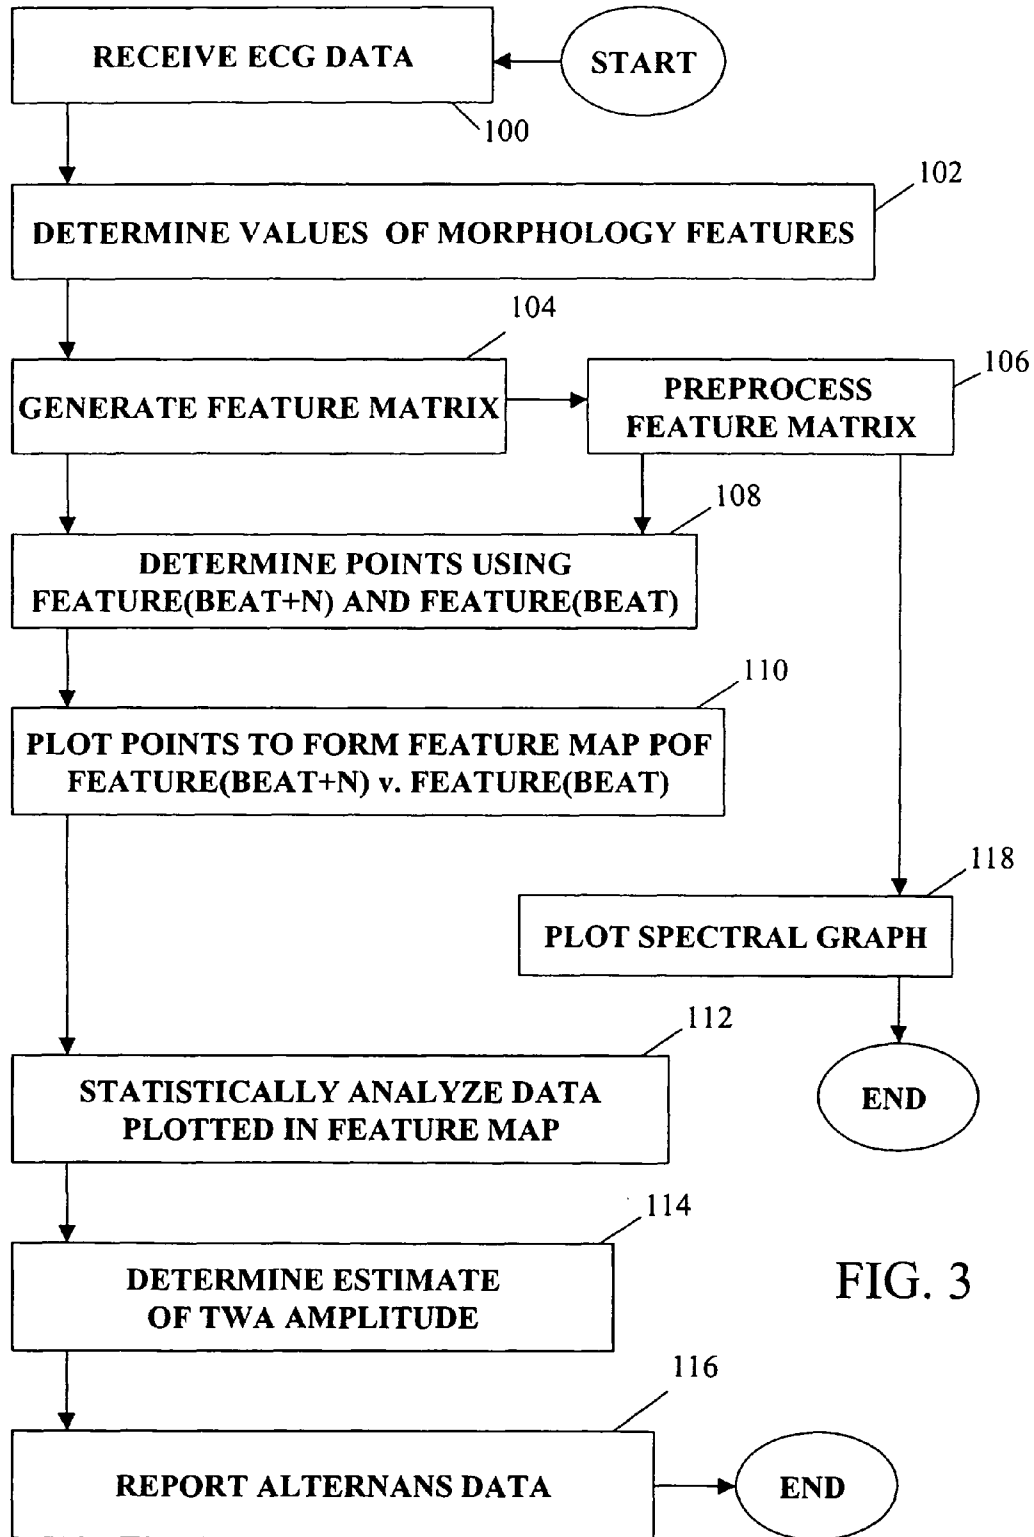 RECEIVE ECG DATA
START
100
102
DETERMINE VALUES OF MORPHOLOGY FEATURES
104
GENERATE FEATURE MATRIX
106
PREPROCESS
FEATURE MATRIX
108
DETERMINE POINTS USING
FEATURE(BEAT+N) AND FEATURE(BEAT)
110
PLOT POINTS TO FORM FEATURE MAP POF
FEATURE(BEAT+N) v. FEATURE(BEAT)
118
PLOT SPECTRAL GRAPH
END
112
STATISTICALLY ANALYZE DATA
PLOTTED IN FEATURE MAP
114
DETERMINE ESTIMATE
OF TWA AMPLITUDE
FIG. 3
116
REPORT ALTERNANS DATA
END